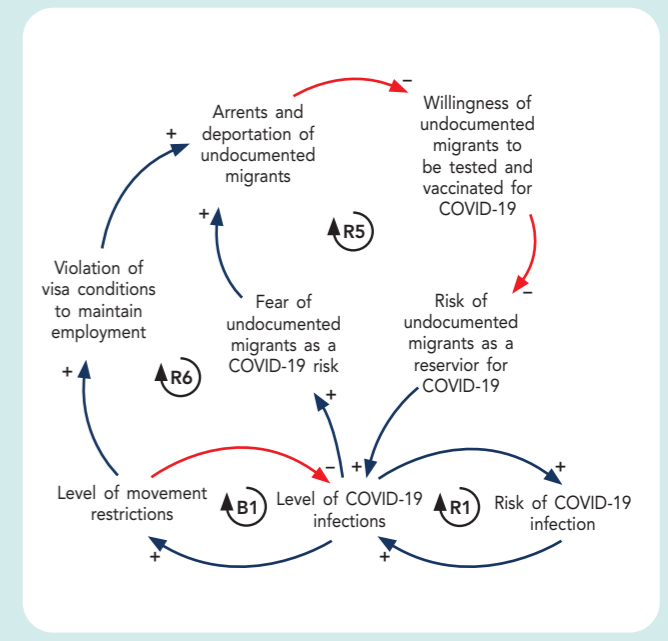 Arrents and
deportation of
undocumented
migrants
Willingness of
undocumented
migrants to
be tested and
vaccinated for
COVID-19
Violation of
visa conditions
to maintain
employment
Fear of
undocumented
migrants as a
COVID-19 risk
Risk of
undocumented
migrants as a
reservior for
COVID-19
Level of movement
restrictions
Level of COVID-19
infections
Risk of COVID-19
infection
R5
R6
B1
R1
+
–
+
–
+
+
–
+
+
+
+